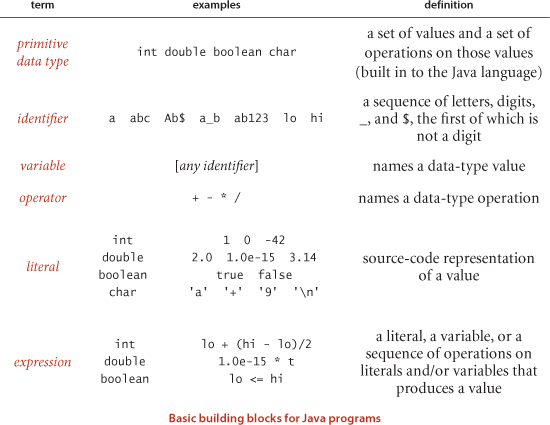 term examples definition
primitive data type int double boolean char a set of values and a set of
operations on those values
(built in to the Java language)
identifier a abc Ab$ a_b ab123 lo hi a sequence of letters, digits,
_, and $, the first of which is
not a digit
variable [any identifier] names a data-type value
operator + - * / names a data-type operation
literal
int 1 0 -42
double 2.0 1.0e-15 3.14
boolean true false
char 'a' '+' '9' '\n'
source-code representation
of a value
expression
int lo + (hi - lo)/2
double 1.0e-15 * t
boolean lo <= hi
a literal, a variable, or a
sequence of operations on
literals and/or variables that
produces a value
Basic building blocks for Java programs